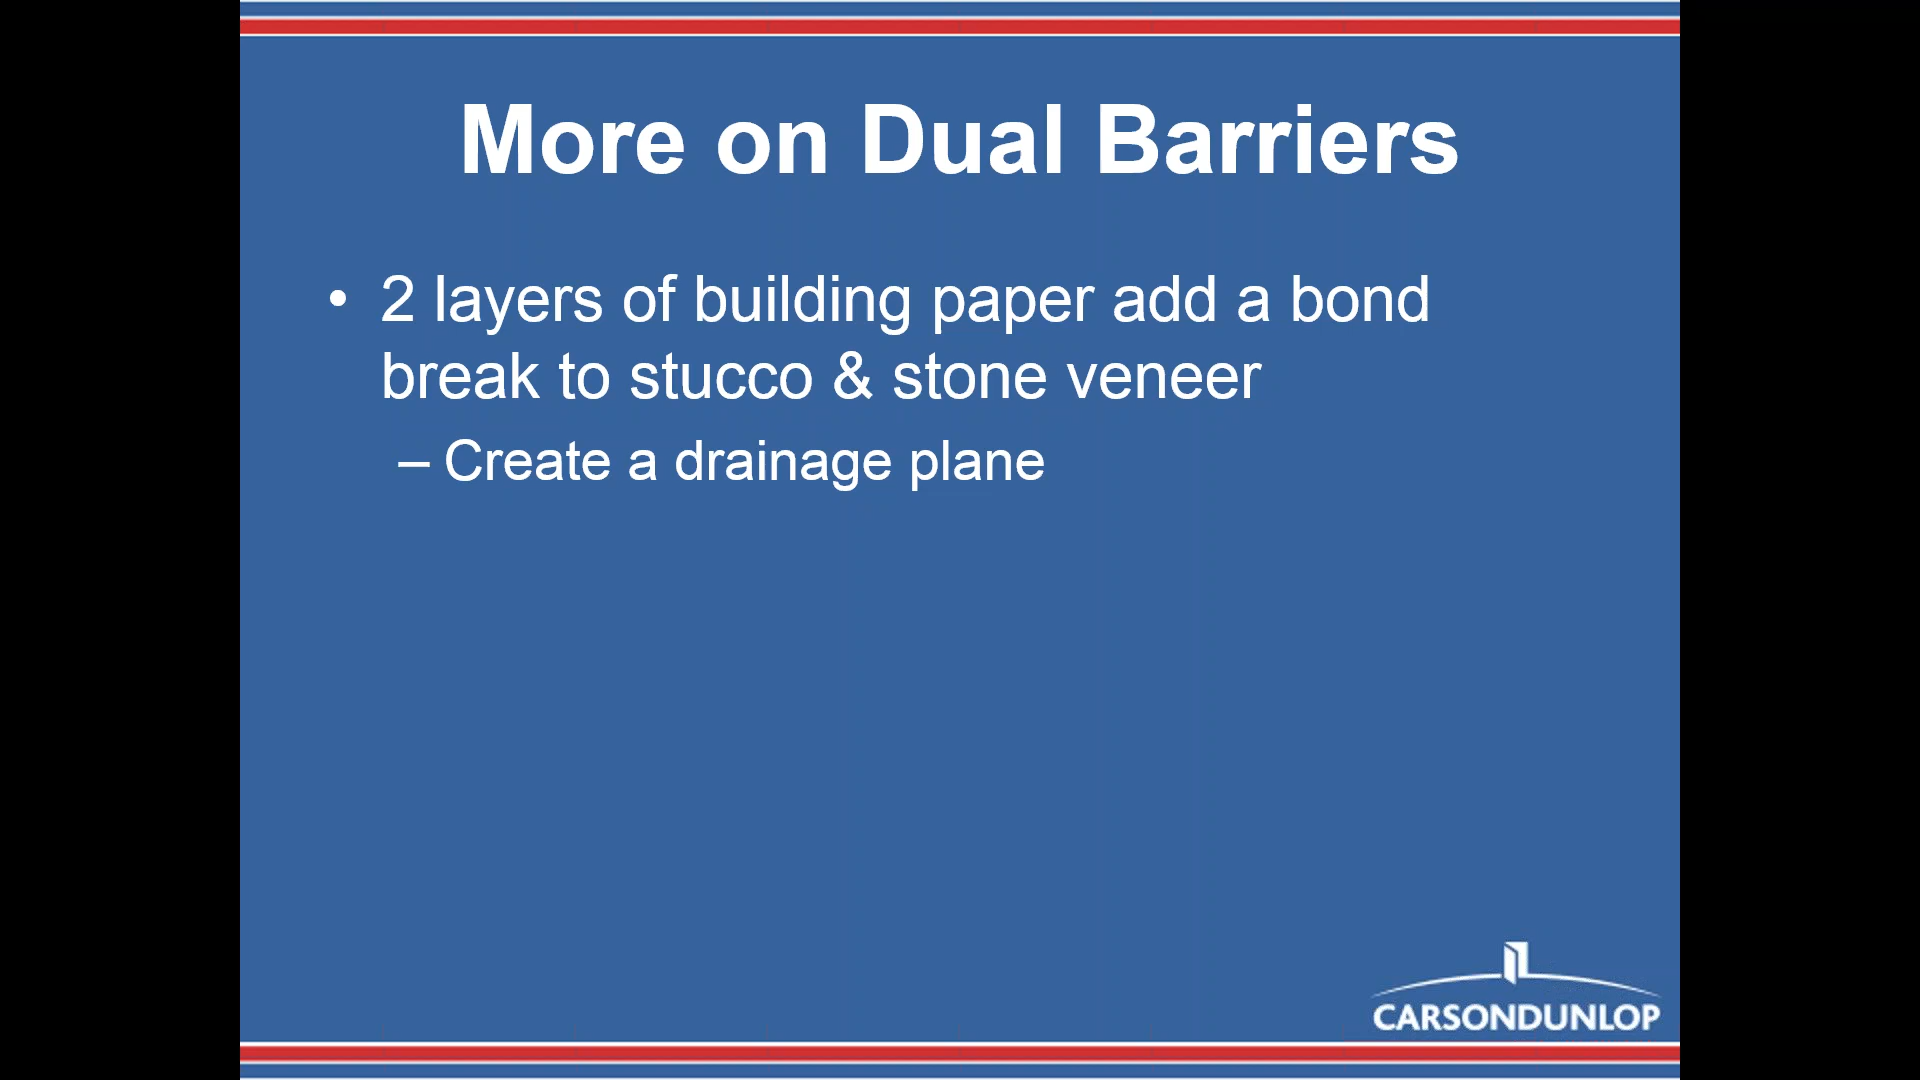 More on Dual Barriers
• 2 layers of building paper add a bond
break to stucco & stone veneer
– Create a drainage plane
CARSONDUNLOP